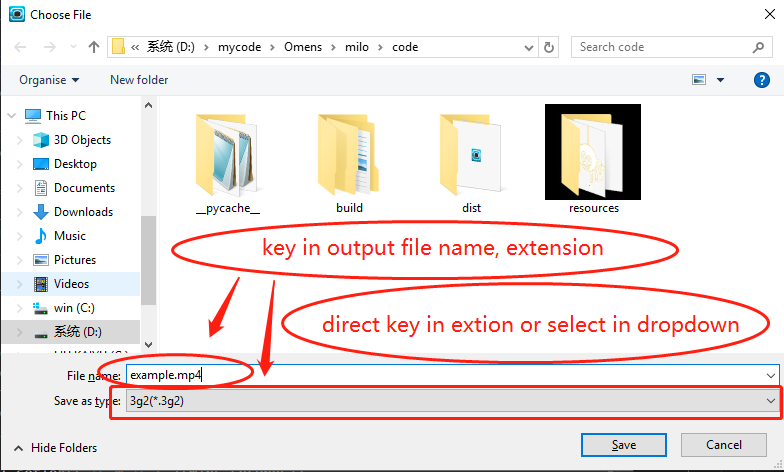 Choose File
系统 (D:) > mycode > Omens > milo > code
Search code
Organise
New folder
This PC
3D Objects
Desktop
Documents
Downloads
Music
Pictures
Videos
win (C:)
系统 (D:)
__pycache__
build
dist
resources
key in output file name, extension
direct key in extion or select in dropdown
File name: example.mp4
Save as type: 3g2(*.3g2)
Hide Folders
Save
Cancel